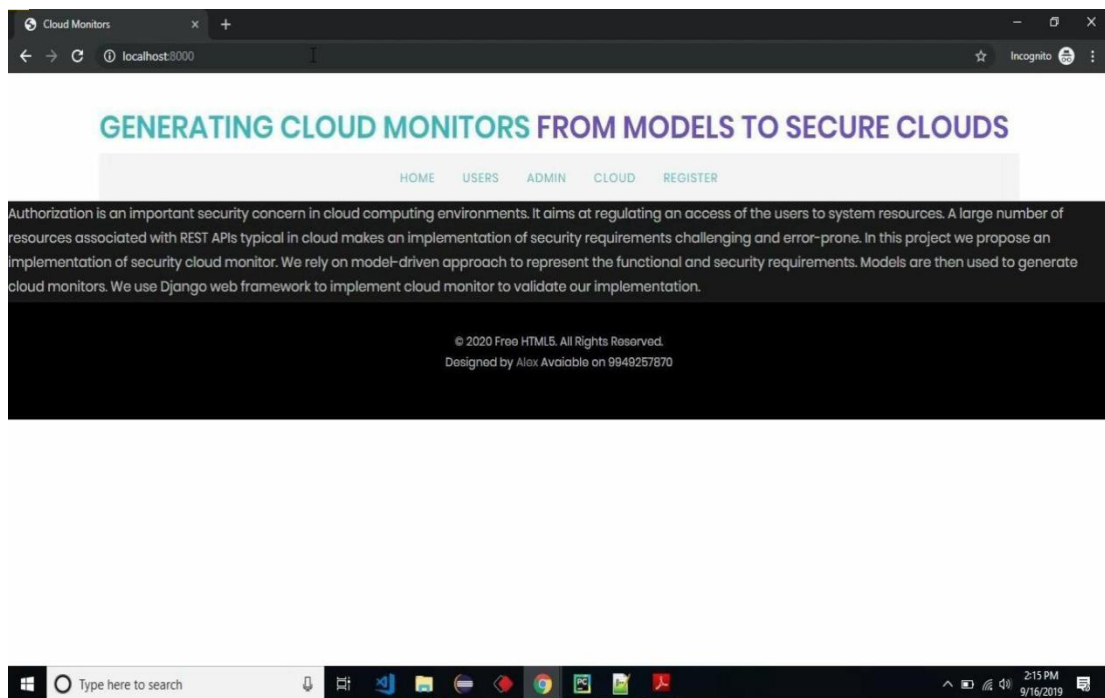 Cloud Monitors
localhost:8000
Incognito
GENERATING CLOUD MONITORS FROM MODELS TO SECURE CLOUDS
HOME USERS ADMIN CLOUD REGISTER
Authorization is an important security concern in cloud computing environments. It aims at regulating an access of the users to system resources. A large number of
resources associated with REST APIs typical in cloud makes an implementation of security requirements challenging and error-prone. In this project we propose an
implementation of security cloud monitor. We rely on model-driven approach to represent the functional and security requirements. Models are then used to generate
cloud monitors. We use Django web framework to implement cloud monitor to validate our implementation.
© 2020 Free HTML5. All Rights Reserved.
Designed by Alex Avaiable on 9949257870
Type here to search
PC
2:15 PM
9/16/2019